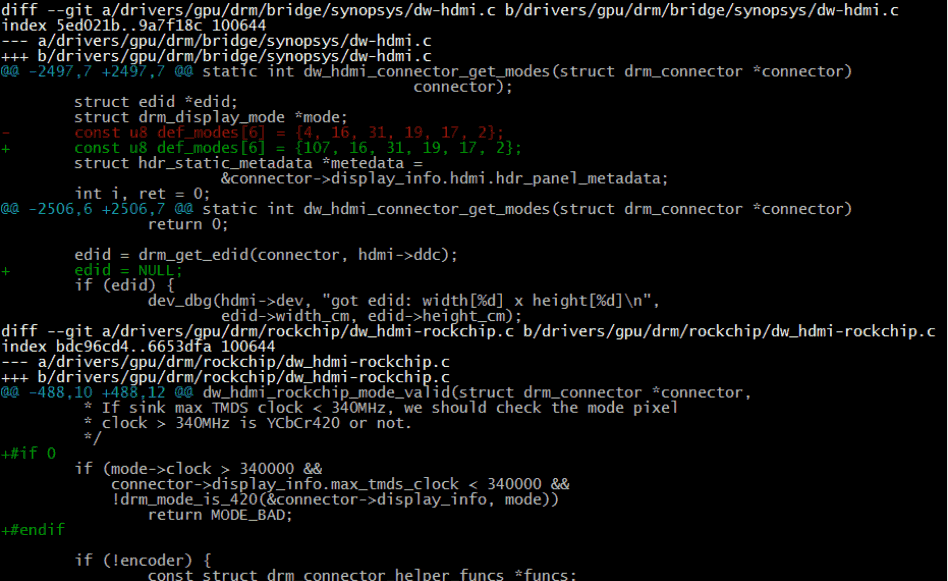 diff --git a/drivers/gpu/drm/bridge/synopsys/dw-hdmi.c b/drivers/gpu/drm/bridge/synopsys/dw-hdmi.c
index 5ed021b..9a7f18c 100644
--- a/drivers/gpu/drm/bridge/synopsys/dw-hdmi.c
+++ b/drivers/gpu/drm/bridge/synopsys/dw-hdmi.c
@@ -2497,7 +2497,7 @@ static int dw_hdmi_connector_get_modes(struct drm_connector *connector)
                                             connector);
        struct edid *edid;
        struct drm_display_mode *mode;
-       const u8 def_modes[6] = {4, 16, 31, 19, 17, 2};
+       const u8 def_modes[6] = {107, 16, 31, 19, 17, 2};
        struct hdr_static_metadata *metedata =
                        &connector->display_info.hdmi.hdr_panel_metadata;
        int i, ret = 0;
@@ -2506,6 +2506,7 @@ static int dw_hdmi_connector_get_modes(struct drm_connector *connector)
                return 0;
        edid = drm_get_edid(connector, hdmi->ddc);
+       edid = NULL;
        if (edid) {
                dev_dbg(hdmi->dev, "got edid: width[%d] x height[%d]\n",
                        edid->width_cm, edid->height_cm);
diff --git a/drivers/gpu/drm/rockchip/dw_hdmi-rockchip.c b/drivers/gpu/drm/rockchip/dw_hdmi-rockchip.c
index bdc96cd4..6653dfa 100644
--- a/drivers/gpu/drm/rockchip/dw_hdmi-rockchip.c
+++ b/drivers/gpu/drm/rockchip/dw_hdmi-rockchip.c
@@ -488,10 +488,12 @@ dw_hdmi_rockchip_mode_valid(struct drm_connector *connector,
         * If sink max TMDS clock < 340MHz, we should check the mode pixel
         * clock > 340MHz is YCbCr420 or not.
         */
+#if 0
        if (mode->clock > 340000 &&
            connector->display_info.max_tmds_clock < 340000 &&
            !drm_mode_is_420(&connector->display_info, mode))
                return MODE_BAD;
+#endif
        if (!encoder) {
                const struct drm_connector_helper_funcs *funcs;